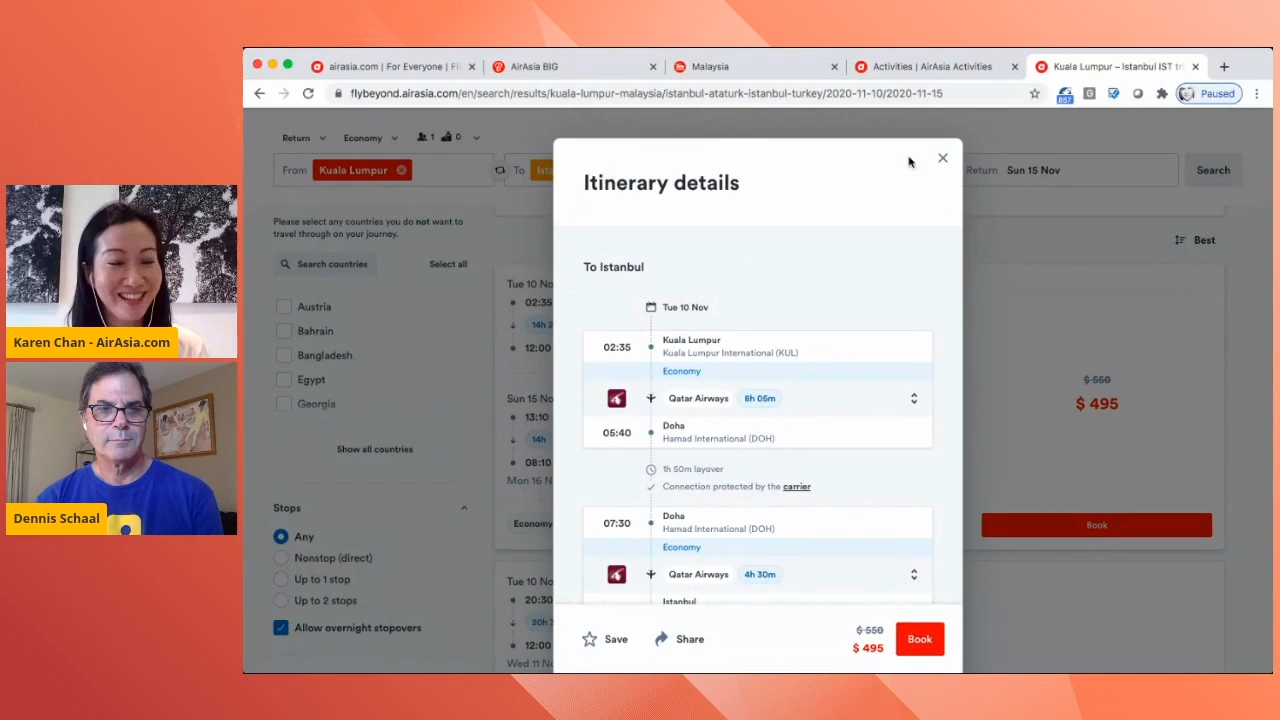 airasia.com | For Everyone | Fl
AirAsia BIG
Malaysia
Activities | AirAsia Activities
Kuala Lumpur – Istanbul IST tr
flybeyond.airasia.com/en/search/results/kuala-lumpur-malaysia/istanbul-ataturk-istanbul-turkey/2020-11-10/2020-11-15
857
G
Paused
Return
Economy
1
0
From Kuala Lumpur
To Ista
Return Sun 15 Nov
Search
Please select any countries you do not want to
travel through on your journey.
Search countries
Select all
Austria
Bahrain
Bangladesh
Egypt
Georgia
Show all countries
Stops
Any
Nonstop (direct)
Up to 1 stop
Up to 2 stops
Allow overnight stopovers
Best
Tue 10 No
02:35
14h 2
12:00
Sun 15 No
13:10
14h
08:10
Mon 16 N
Economy
Tue 10 No
20:30
20h 3
12:00
Wed 11 No
$ 550
$ 495
Book
Itinerary details
To Istanbul
Tue 10 Nov
02:35
Kuala Lumpur
Kuala Lumpur International (KUL)
Economy
Qatar Airways 8h 05m
05:40
Doha
Hamad International (DOH)
1h 50m layover
Connection protected by the carrier
07:30
Doha
Hamad International (DOH)
Economy
Qatar Airways 4h 30m
Istanbul
Save
Share
$ 550
$ 495
Book
Karen Chan - AirAsia.com
Dennis Schaal